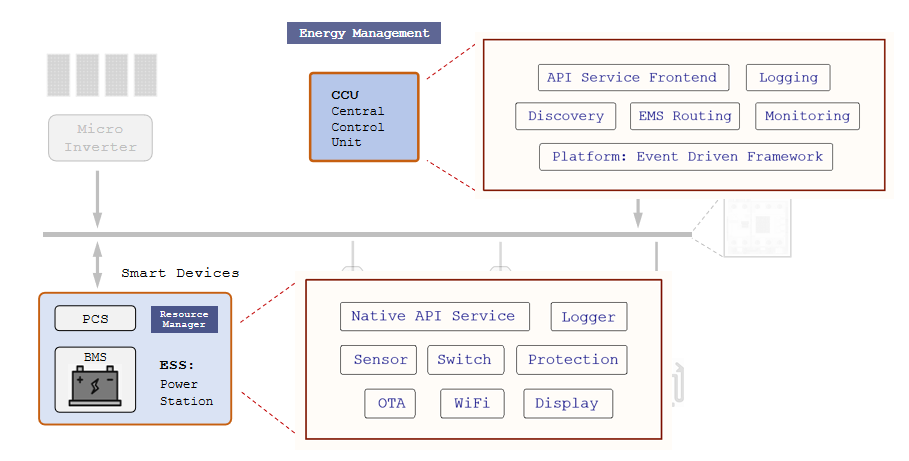 Energy Management
CCU
Central
Control
Unit
API Service Frontend
Logging
Discovery
EMS Routing
Monitoring
Platform: Event Driven Framework
Micro
Inverter
Smart Devices
PCS
Resource
Manager
BMS
ESS:
Power
Station
Native API Service
Logger
Sensor
Switch
Protection
OTA
WiFi
Display